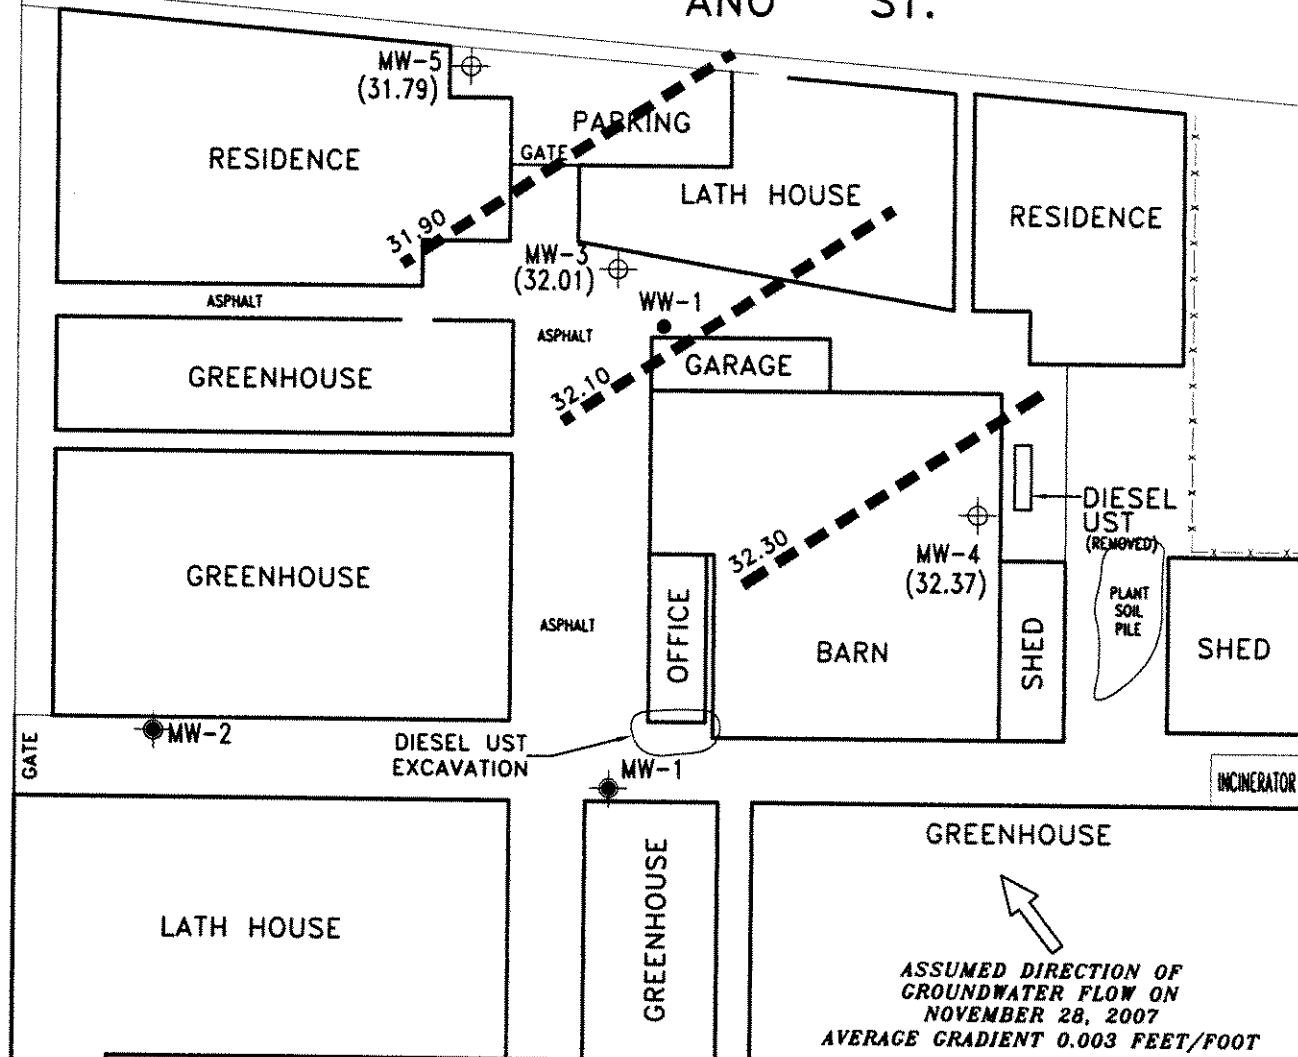 ST.
MW-5
(31.79)
PARKING
GATE
RESIDENCE
LATH HOUSE
RESIDENCE
31.90
MW-3
(32.01)
WW-1
ASPHALT
ASPHALT
GARAGE
GREENHOUSE
32.10
DIESEL
UST
(REMOVED)
32.30
MW-4
(32.37)
GREENHOUSE
PLANT
SOIL
PILE
ASPHALT
OFFICE
BARN
SHED
SHED
MW-2
GATE
DIESEL UST
EXCAVATION
MW-1
INCINERATOR
GREENHOUSE
GREENHOUSE
LATH HOUSE
ASSUMED DIRECTION OF
GROUNDWATER FLOW ON
NOVEMBER 28, 2007
AVERAGE GRADIENT 0.003 FEET/FOOT